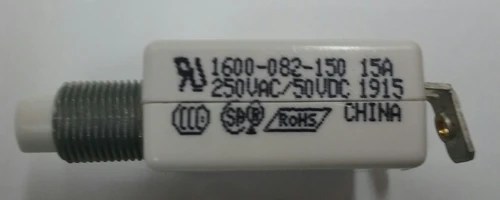 1600-082-150 15A
250VAC/50VDC 1915
RoHS CHINA